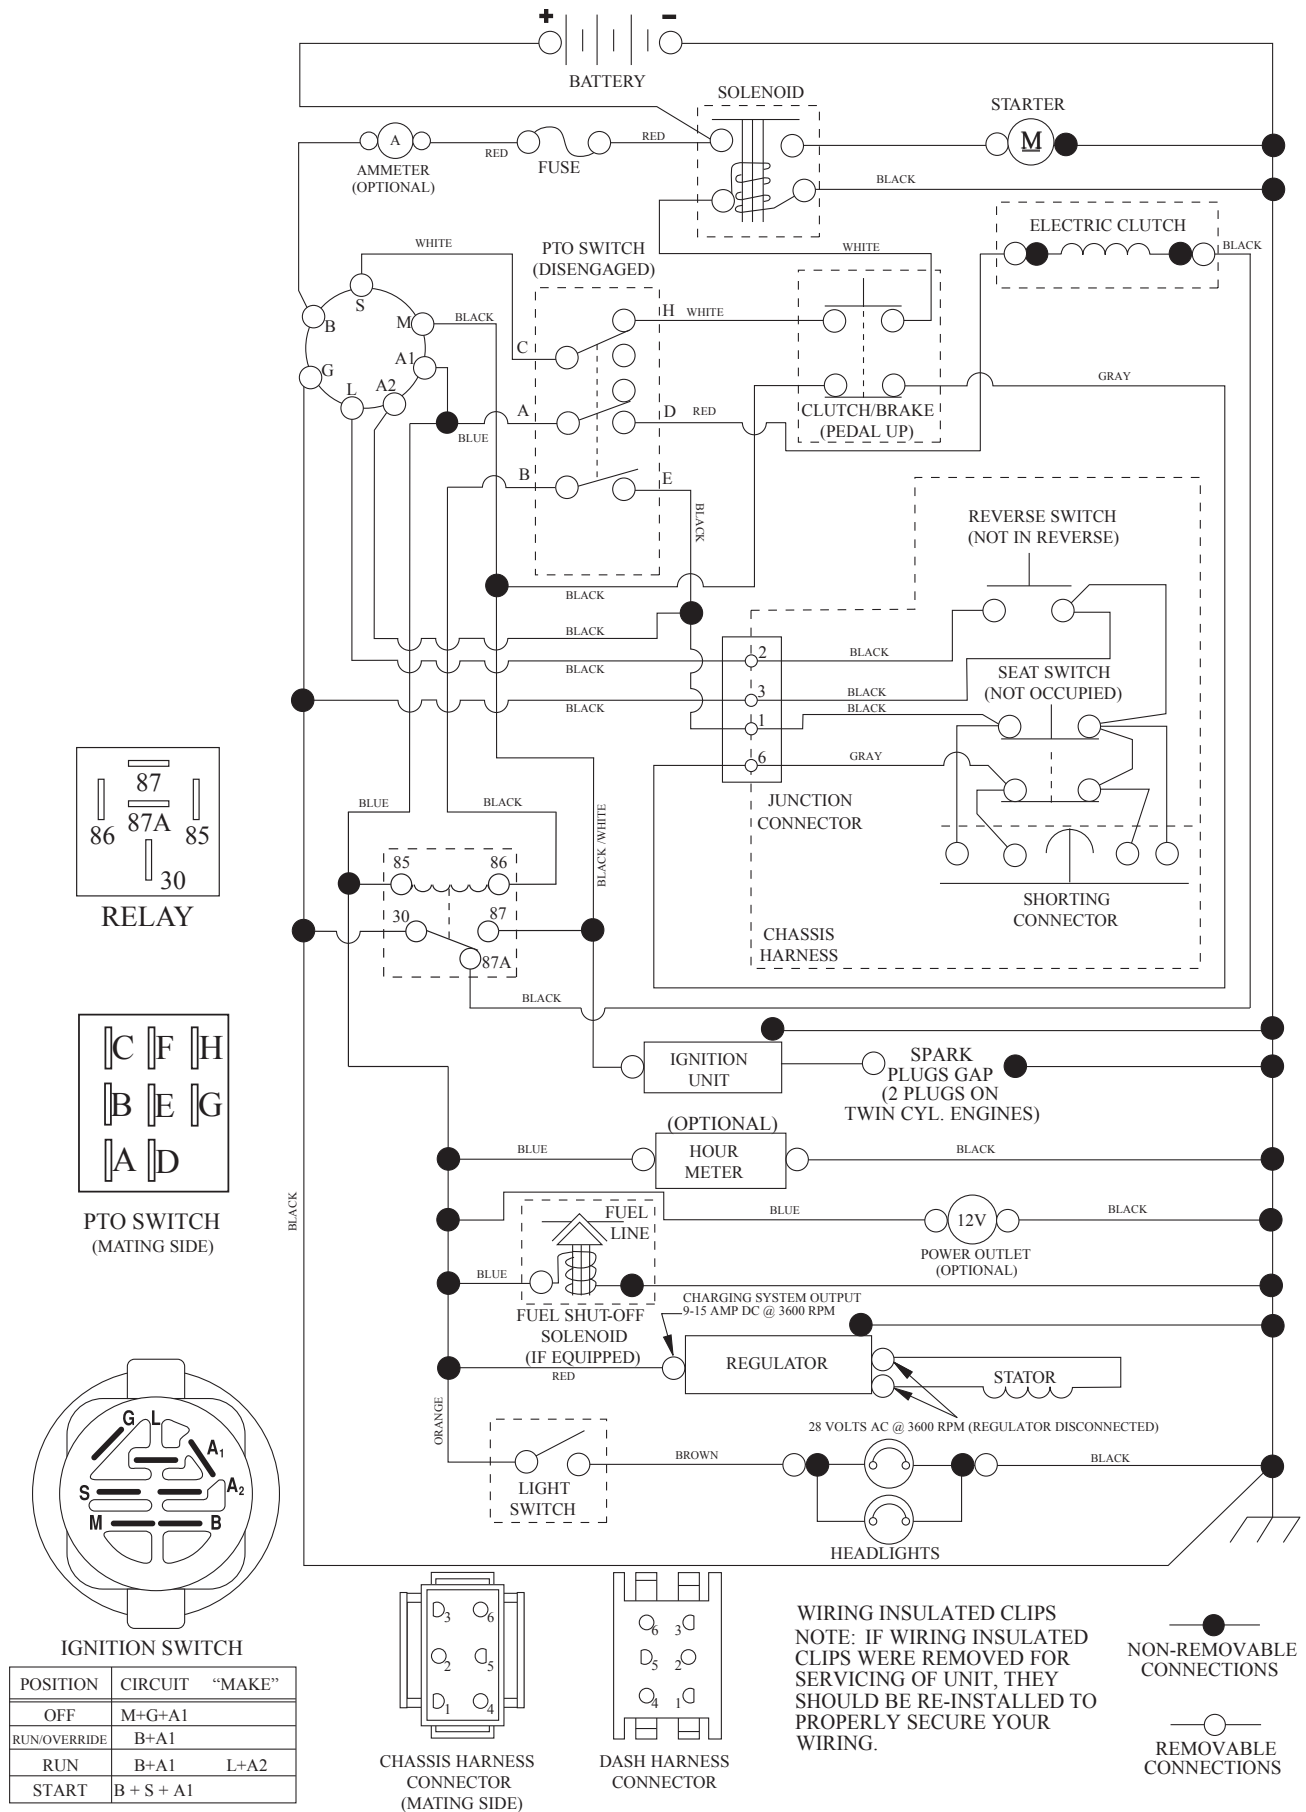 + −
BATTERY
SOLENOID
STARTER
A
RED
FUSE
RED
M
AMMETER
(OPTIONAL)
BLACK
ELECTRIC CLUTCH
BLACK
WHITE
PTO SWITCH
(DISENGAGED)
WHITE
S
B
M
BLACK
H WHITE
G
A1
C
L
A2
GRAY
A
BLUE
D RED
CLUTCH/BRAKE
(PEDAL UP)
B
E
BLACK
REVERSE SWITCH
(NOT IN REVERSE)
BLACK
BLACK
BLACK
2
BLACK
SEAT SWITCH
(NOT OCCUPIED)
BLACK
3
BLACK
BLACK
1
6
GRAY
JUNCTION
CONNECTOR
BLUE
BLACK
BLACK /WHITE
87
87A
86
85
30
RELAY
85
86
30
87
87A
SHORTING
CONNECTOR
CHASSIS
HARNESS
BLACK
IGNITION
UNIT
SPARK
PLUGS GAP
(2 PLUGS ON
TWIN CYL. ENGINES)
C F H
B E G
A D
PTO SWITCH
(MATING SIDE)
(OPTIONAL)
HOUR
METER
BLUE
BLACK
BLACK
FUEL
LINE
BLUE
12V
BLACK
POWER OUTLET
(OPTIONAL)
BLUE
FUEL SHUT-OFF
SOLENOID
(IF EQUIPPED)
CHARGING SYSTEM OUTPUT
9-15 AMP DC @ 3600 RPM
RED
REGULATOR
STATOR
28 VOLTS AC @ 3600 RPM (REGULATOR DISCONNECTED)
ORANGE
LIGHT
SWITCH
BROWN
BLACK
HEADLIGHTS
G L
A1
S
A2
M
B
IGNITION SWITCH
POSITION CIRCUIT “MAKE”
OFF M+G+A1
RUN/OVERRIDE B+A1
RUN B+A1 L+A2
START B + S + A1
3 6
2 5
1 4
CHASSIS HARNESS
CONNECTOR
(MATING SIDE)
6 3
5 2
4 1
DASH HARNESS
CONNECTOR
WIRING INSULATED CLIPS
NOTE: IF WIRING INSULATED
CLIPS WERE REMOVED FOR
SERVICING OF UNIT, THEY
SHOULD BE RE-INSTALLED TO
PROPERLY SECURE YOUR
WIRING.
NON-REMOVABLE
CONNECTIONS
REMOVABLE
CONNECTIONS